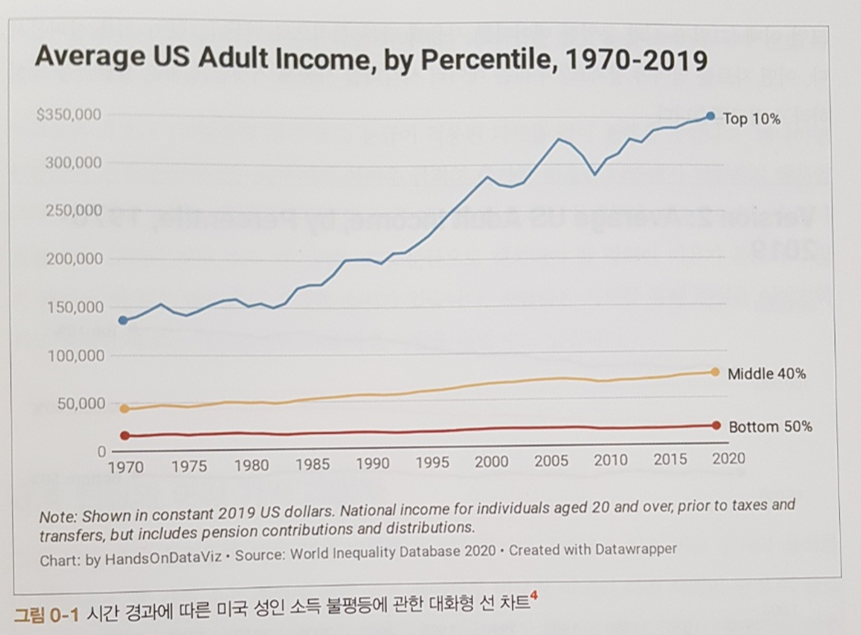 Average US Adult Income, by Percentile, 1970-2019
$350,000
Top 10%
300,000
250,000
200,000
150,000
100,000
Middle 40%
50,000
Bottom 50%
0
1970 1975 1980 1985 1990 1995 2000 2005 2010 2015 2020
Note: Shown in constant 2019 US dollars. National income for individuals aged 20 and over, prior to taxes and
transfers, but includes pension contributions and distributions.
Chart: by HandsOnDataViz • Source: World Inequality Database 2020 • Created with Datawrapper
그림 0-1 시간 경과에 따른 미국 성인 소득 불평등에 관한 대화형 선 차트4